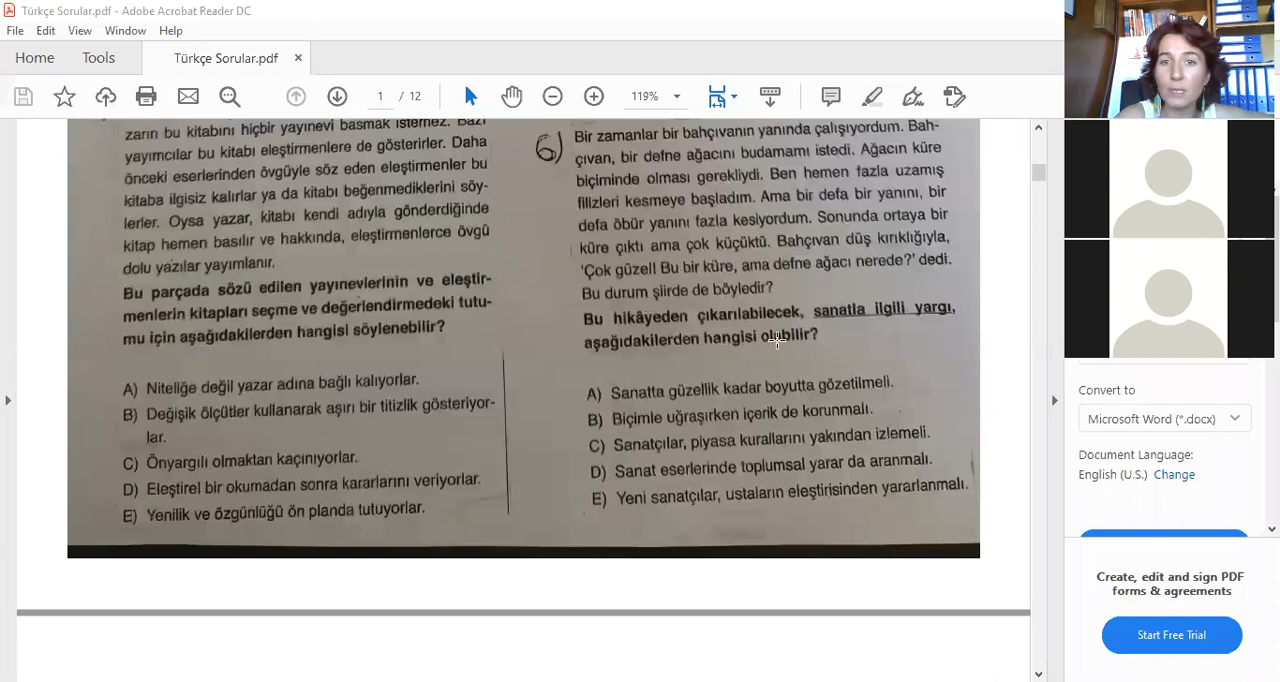 Türkçe Sorular.pdf - Adobe Acrobat Reader DC
File Edit View Window Help
Home Tools Türkçe Sorular.pdf ×
1 / 12 119%
zarın bu kitabını hiçbir yayınevi basmak istemez. Bazı
yayımcılar bu kitabı eleştirmenlere de gösterirler. Daha
önceki eserlerinden övgüyle söz eden eleştirmenler bu
kitaba ilgisiz kalırlar ya da kitabı beğenmediklerini söy-
lerler. Oysa yazar, kitabı kendi adıyla gönderdiğinde
kitap hemen basılır ve hakkında, eleştirmenlerce övgü
dolu yazılar yayımlanır.
Bu parçada sözü edilen yayınevlerinin ve eleştir-
menlerin kitapları seçme ve değerlendirmedeki tutu-
mu için aşağıdakilerden hangisi söylenebilir?
A) Niteliğe değil yazar adına bağlı kalıyorlar.
B) Değişik ölçütler kullanarak aşırı bir titizlik gösteriyor-
lar.
C) Önyargılı olmaktan kaçınıyorlar.
D) Eleştirel bir okumadan sonra kararlarını veriyorlar.
E) Yenilik ve özgünlüğü ön planda tutuyorlar.
6)
Bir zamanlar bir bahçıvanın yanında çalışıyordum. Bah-
çıvan, bir defne ağacını budamamı istedi. Ağacın küre
biçiminde olması gerekliydi. Ben hemen fazla uzamış
filizleri kesmeye başladım. Ama bir defa bir yanını, bir
defa öbür yanını fazla kesiyordum. Sonunda ortaya bir
küre çıktı ama çok küçüktü. Bahçıvan düş kırıklığıyla,
'Çok güzel! Bu bir küre, ama defne ağacı nerede?' dedi.
Bu durum şiirde de böyledir?
Bu hikâyeden çıkarılabilecek, sanatla ilgili yargı,
aşağıdakilerden hangisi olabilir?
A) Sanatta güzellik kadar boyutta gözetilmeli.
B) Biçimle uğraşırken içerik de korunmalı.
C) Sanatçılar, piyasa kurallarını yakından izlemeli.
D) Sanat eserlerinde toplumsal yarar da aranmalı.
E) Yeni sanatçılar, ustaların eleştirisinden yararlanmalı.
Convert to
Microsoft Word (*.docx)
Document Language:
English (U.S.) Change
Create, edit and sign PDF
forms & agreements
Start Free Trial